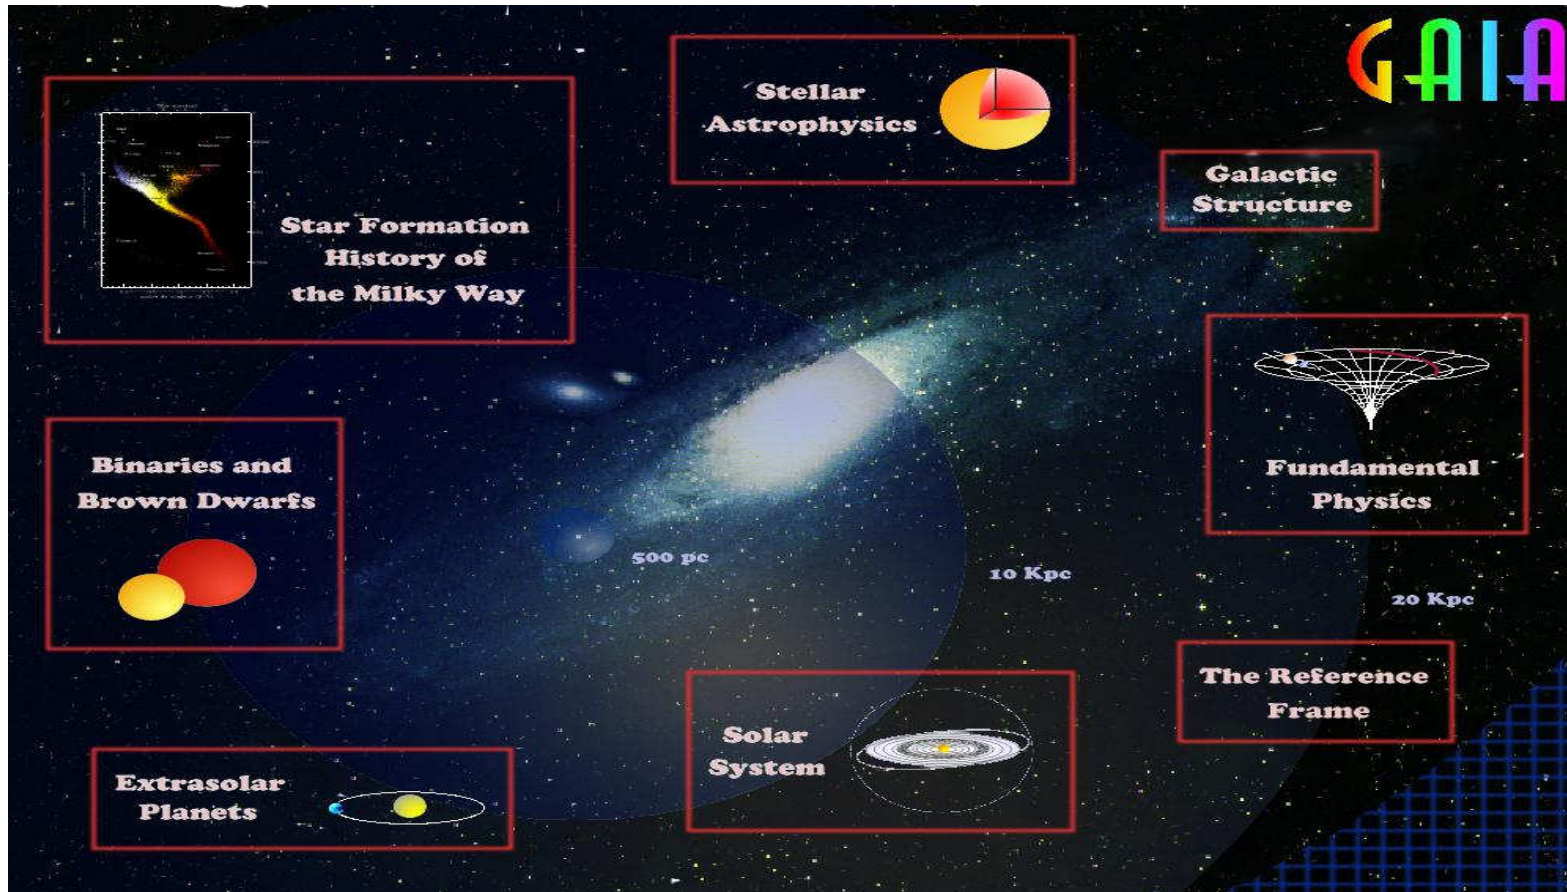 GAIA
Stellar
Astrophysics
Galactic
Structure
Star Formation
History of
the Milky Way
Fundamental
Physics
Binaries and
Brown Dwarfs
500 pc
10 Kpc
20 Kpc
The Reference
Frame
Solar
System
Extrasolar
Planets